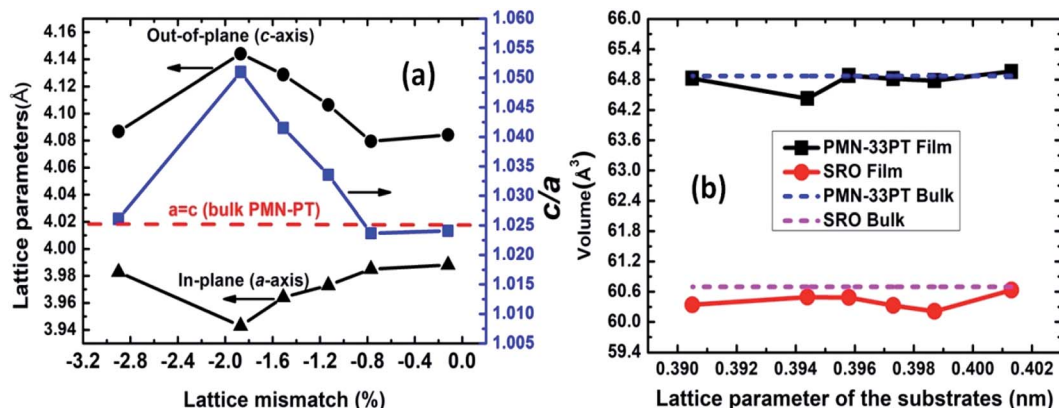 4.16
4.14
4.12
4.10
4.08
4.06
4.04
4.02
4.00
3.98
3.96
3.94
Lattice parameters(Å)
Out-of-plane (c-axis)
(a)
a=c (bulk PMN-PT)
In-plane (a-axis)
-2.8 -2.4 -2.0 -1.6 -1.2 -0.8 -0.4 0.0
Lattice mismatch (%)
1.060
1.055
1.050
1.045
1.040
1.035
1.030
1.025
1.020
1.015
1.010
1.005
c/a
66.0
65.4
64.8
64.2
63.6
63.0
62.4
61.8
61.2
60.6
60.0
59.4
Volume(Å³)
PMN-33PT Film
SRO Film
PMN-33PT Bulk
SRO Bulk
(b)
0.390 0.392 0.394 0.396 0.398 0.400 0.402
Lattice parameter of the substrates (nm)